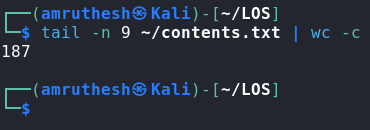 ┌──(amruthesh㉿Kali)-[~/LOS]
└─$ tail -n 9 ~/contents.txt | wc -c
187

┌──(amruthesh㉿Kali)-[~/LOS]
└─$